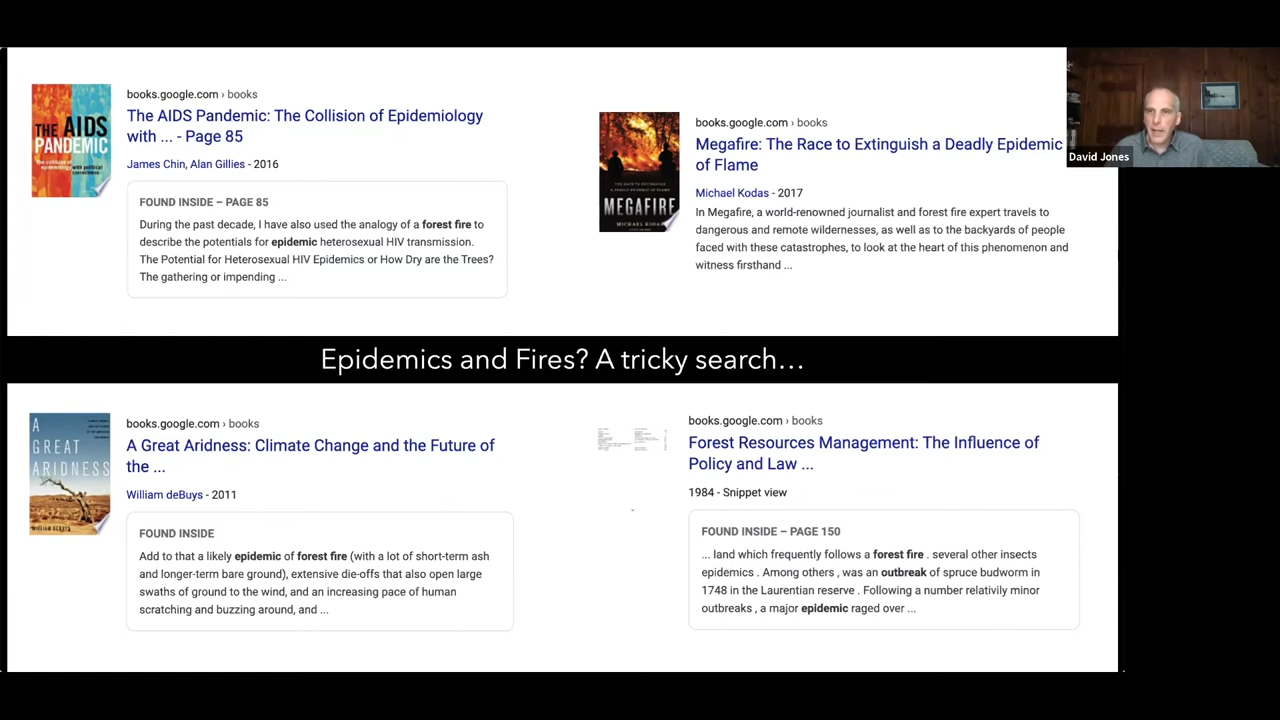 books.google.com › books
The AIDS Pandemic: The Collision of Epidemiology
with ... - Page 85
James Chin, Alan Gillies - 2016
FOUND INSIDE – PAGE 85
During the past decade, I have also used the analogy of a forest fire to
describe the potentials for epidemic heterosexual HIV transmission.
The Potential for Heterosexual HIV Epidemics or How Dry are the Trees?
The gathering or impending ...
THE AIDS
PANDEMIC
books.google.com › books
Megafire: The Race to Extinguish a Deadly Epidemic
of Flame
Michael Kodas - 2017
In Megafire, a world-renowned journalist and forest fire expert travels to
dangerous and remote wildernesses, as well as to the backyards of people
faced with these catastrophes, to look at the heart of this phenomenon and
witness firsthand ...
MEGAFIRE
David Jones
Epidemics and Fires? A tricky search...
books.google.com › books
A Great Aridness: Climate Change and the Future of
the ...
William deBuys - 2011
FOUND INSIDE
Add to that a likely epidemic of forest fire (with a lot of short-term ash
and longer-term bare ground), extensive die-offs that also open large
swaths of ground to the wind, and an increasing pace of human
scratching and buzzing around, and ...
A
GREAT
ARIDNESS
WILLIAM DEBUYS
books.google.com › books
Forest Resources Management: The Influence of
Policy and Law ...
1984 - Snippet view
FOUND INSIDE – PAGE 150
... land which frequently follows a forest fire . several other insects
epidemics . Among others , was an outbreak of spruce budworm in
1748 in the Laurentian reserve . Following a number relativily minor
outbreaks , a major epidemic raged over ...